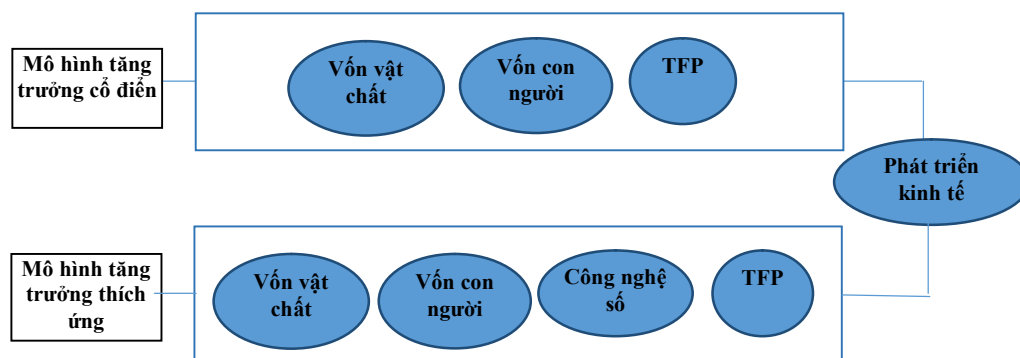 Mô hình tăng
trưởng cổ điển
Vốn vật
chất
Vốn con
người
TFP
Phát triển
kinh tế
Mô hình tăng
trưởng thích
ứng
Vốn vật
chất
Vốn con
người
Công nghệ
số
TFP